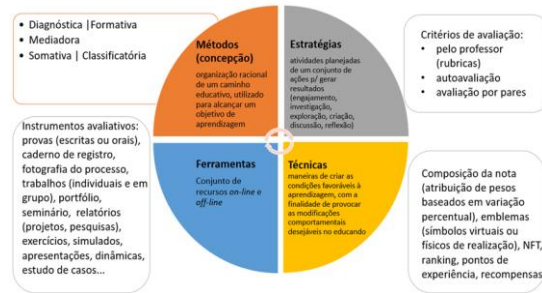 • Diagnóstica |Formativa
• Mediadora
• Somativa | Classificatória
Métodos
(concepção)
organização racional
de um caminho
educativo, utilizado
para alcançar um
objetivo de
aprendizagem
Estratégias
atividades planejadas
de um conjunto de
ações p/ gerar
resultados
(engajamento,
investigação,
exploração, criação,
discussão, reflexão)
Critérios de avaliação:
• pelo professor
(rubricas)
• autoavaliação
• avaliação por pares
Instrumentos avaliativos:
provas (escritas ou orais),
caderno de registro,
fotografia do processo,
trabalhos (individuais e em
grupo), portfólio,
seminário, relatórios
(projetos, pesquisas),
exercícios, simulados,
apresentações, dinâmicas,
estudo de casos...
Ferramentas
Conjunto de
recursos on-line e
off-line
Técnicas
maneiras de criar as
condições favoráveis à
aprendizagem, com a
finalidade de provocar
as modificações
comportamentais
desejáveis no educando
Composição da nota
(atribuição de pesos
baseados em variação
percentual), emblemas
(símbolos virtuais ou
físicos de realização), NFT,
ranking, pontos de
experiência, recompensas